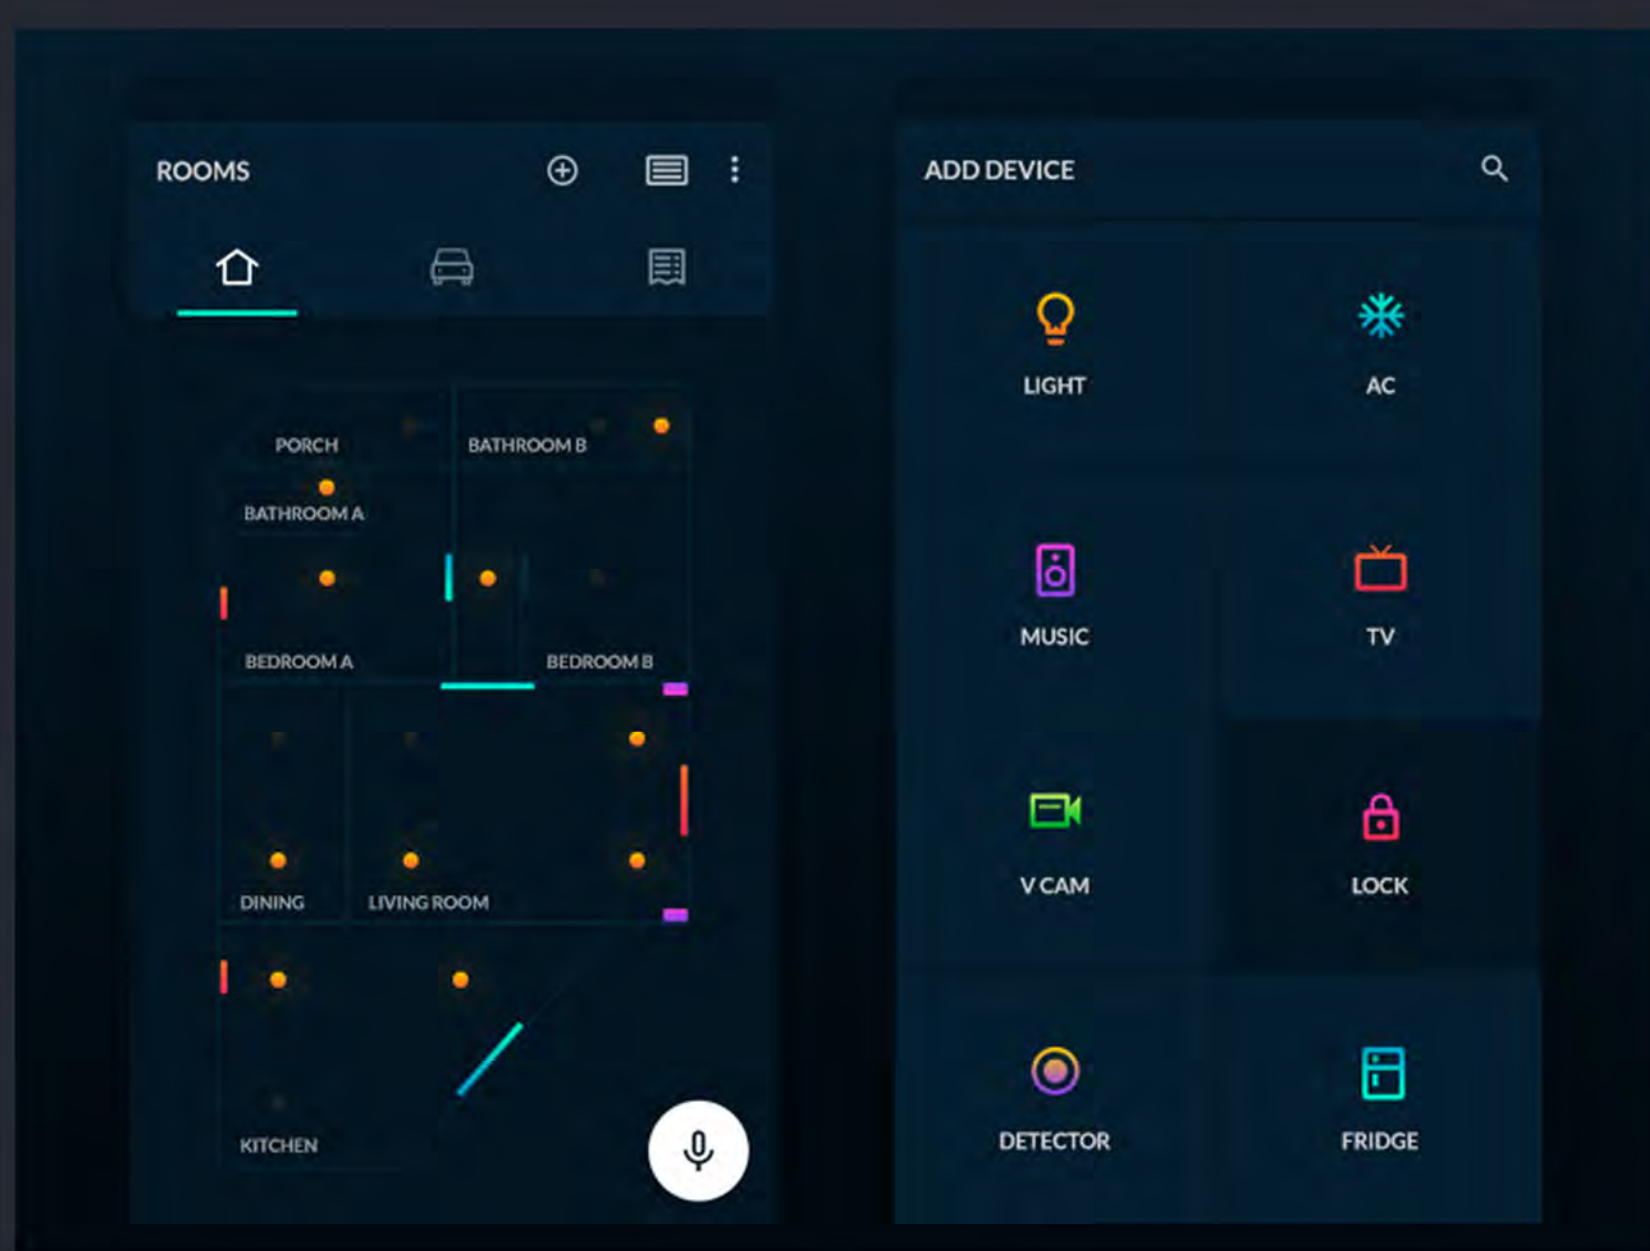 ROOMS
PORCH
BATHROOM B
BATHROOM A
BEDROOM A
BEDROOM B
DINING
LIVING ROOM
KITCHEN
ADD DEVICE
LIGHT
AC
MUSIC
TV
V CAM
LOCK
DETECTOR
FRIDGE